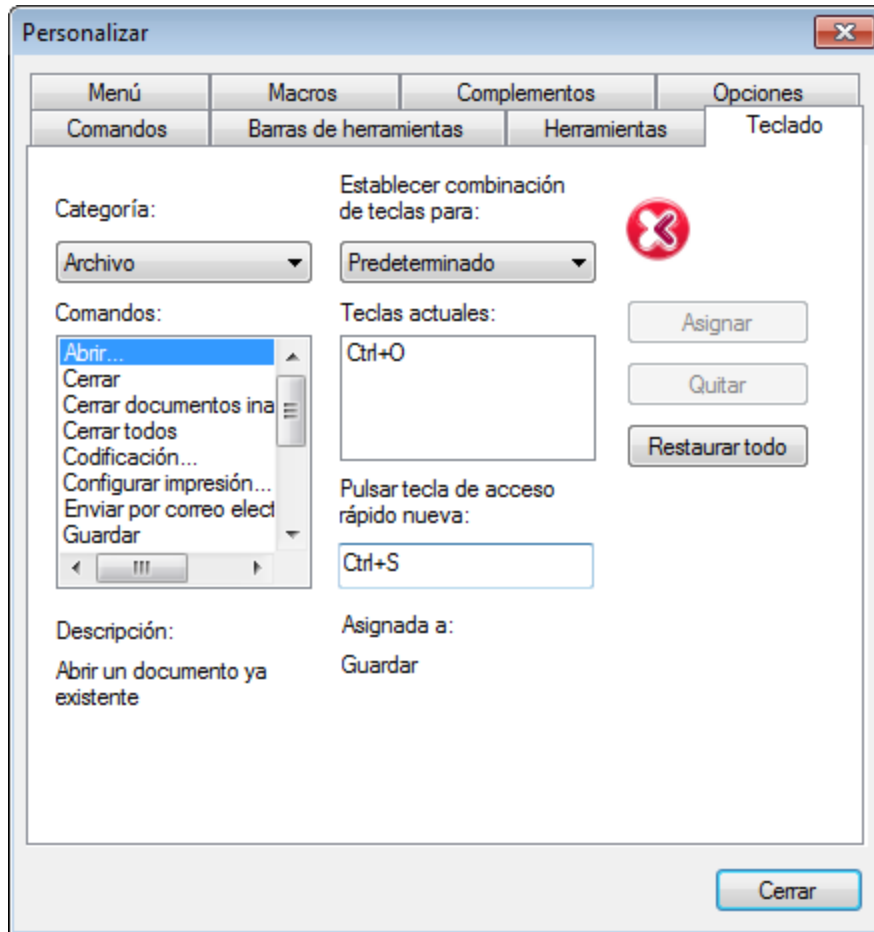 Personalizar
Menú
Macros
Complementos
Opciones
Comandos
Barras de herramientas
Herramientas
Teclado
Categoría:
Archivo
Establecer combinación
de teclas para:
Predeterminado
Comandos:
Abrir...
Cerrar
Cerrar documentos ina
Cerrar todos
Codificación...
Configurar impresión...
Enviar por correo elect
Guardar
Teclas actuales:
Ctrl+O
Asignar
Quitar
Restaurar todo
Pulsar tecla de acceso
rápido nueva:
Ctrl+S
Descripción:
Abrir un documento ya
existente
Asignada a:
Guardar
Cerrar